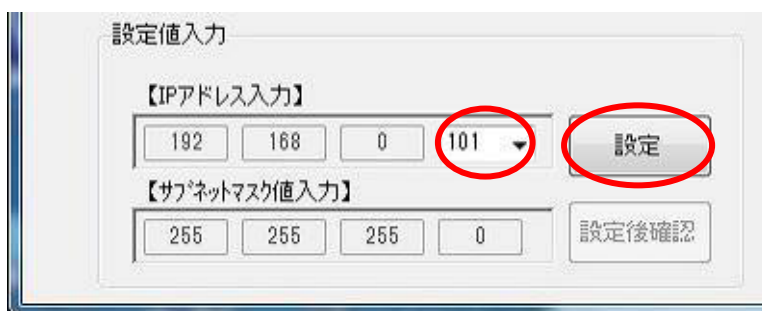 設定値入力
【IPアドレス入力】
192 168 0 101 設定
【サブネットマスク値入力】
255 255 255 0 設定後確認